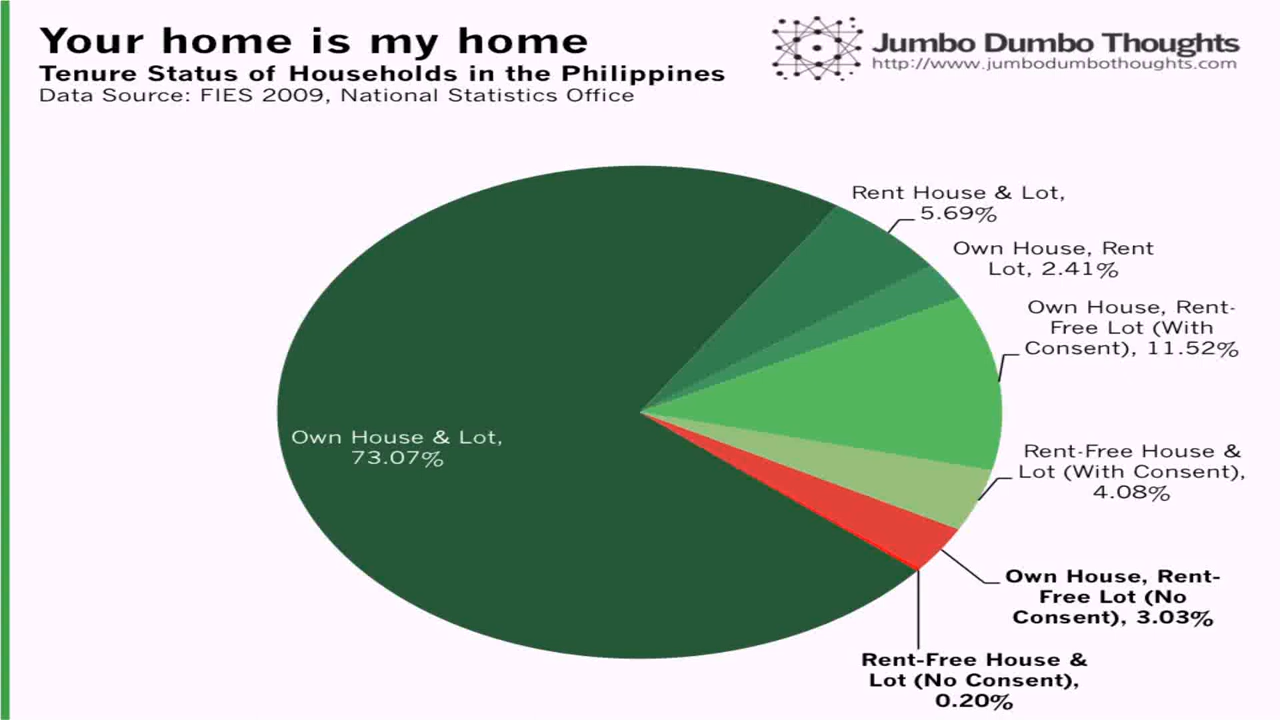 Your home is my home
Tenure Status of Households in the Philippines
Data Source: FIES 2009, National Statistics Office
Jumbo Dumbo Thoughts
http://www.jumbodumbothoughts.com
Rent House & Lot,
5.69%
Own House, Rent
Lot, 2.41%
Own House, Rent-
Free Lot (With
Consent), 11.52%
Own House & Lot,
73.07%
Rent-Free House &
Lot (With Consent),
4.08%
Own House, Rent-
Free Lot (No
Consent), 3.03%
Rent-Free House &
Lot (No Consent),
0.20%